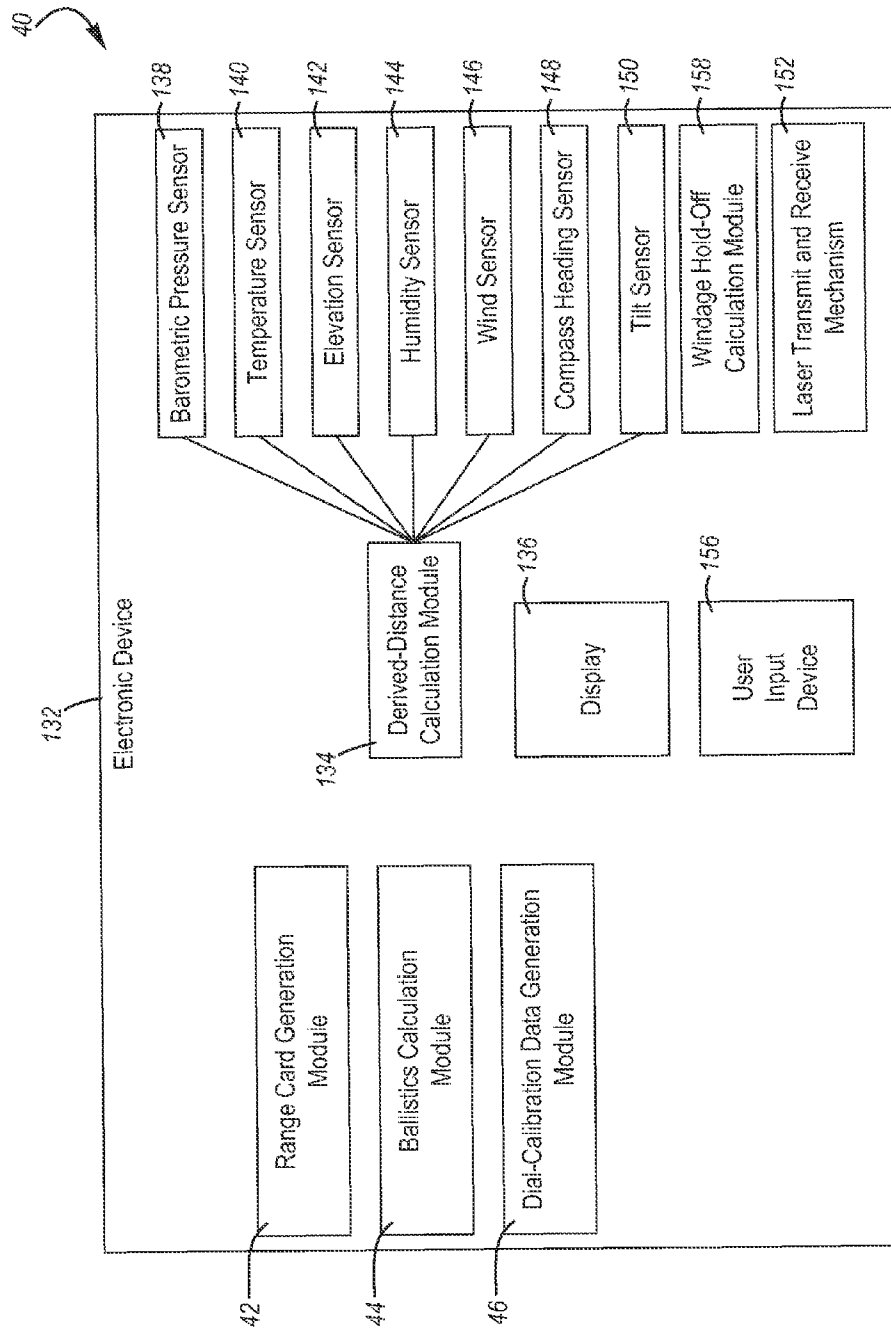 40
132
Electronic Device
42
Range Card Generation
Module
44
Ballistics Calculation
Module
46
Dial-Calibration Data Generation
Module
134
Derived-Distance
Calculation Module
136
Display
156
User
Input
Device
138
Barometric Pressure Sensor
140
Temperature Sensor
142
Elevation Sensor
144
Humidity Sensor
146
Wind Sensor
148
Compass Heading Sensor
150
Tilt Sensor
158
Windage Hold-Off
Calculation Module
152
Laser Transmit and Receive
Mechanism